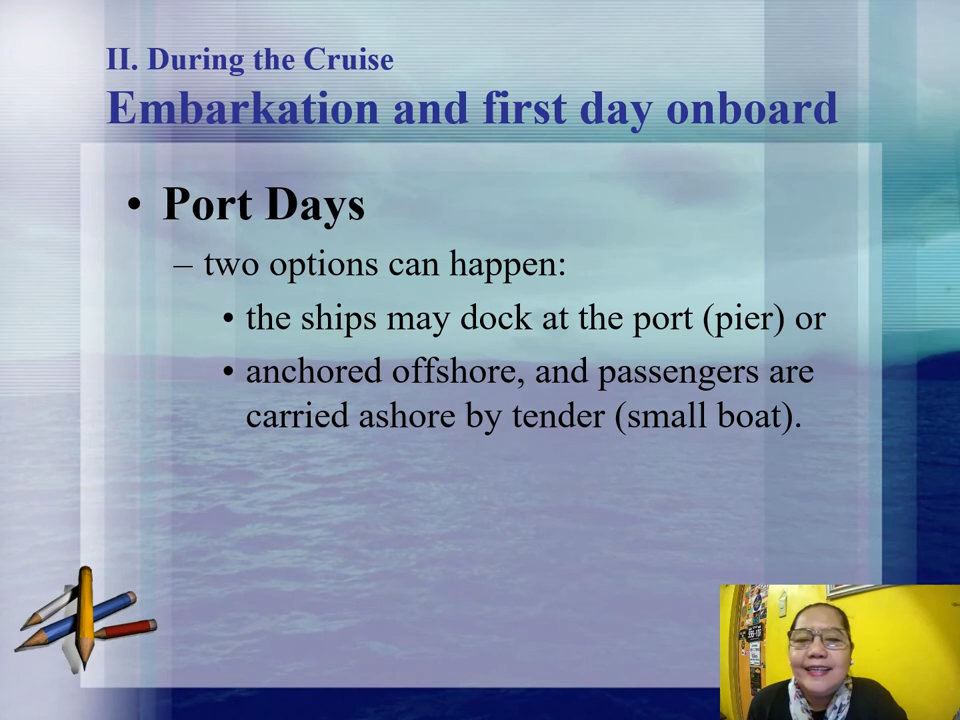 II. During the Cruise
Embarkation and first day onboard
• Port Days
– two options can happen:
• the ships may dock at the port (pier) or
• anchored offshore, and passengers are
carried ashore by tender (small boat).